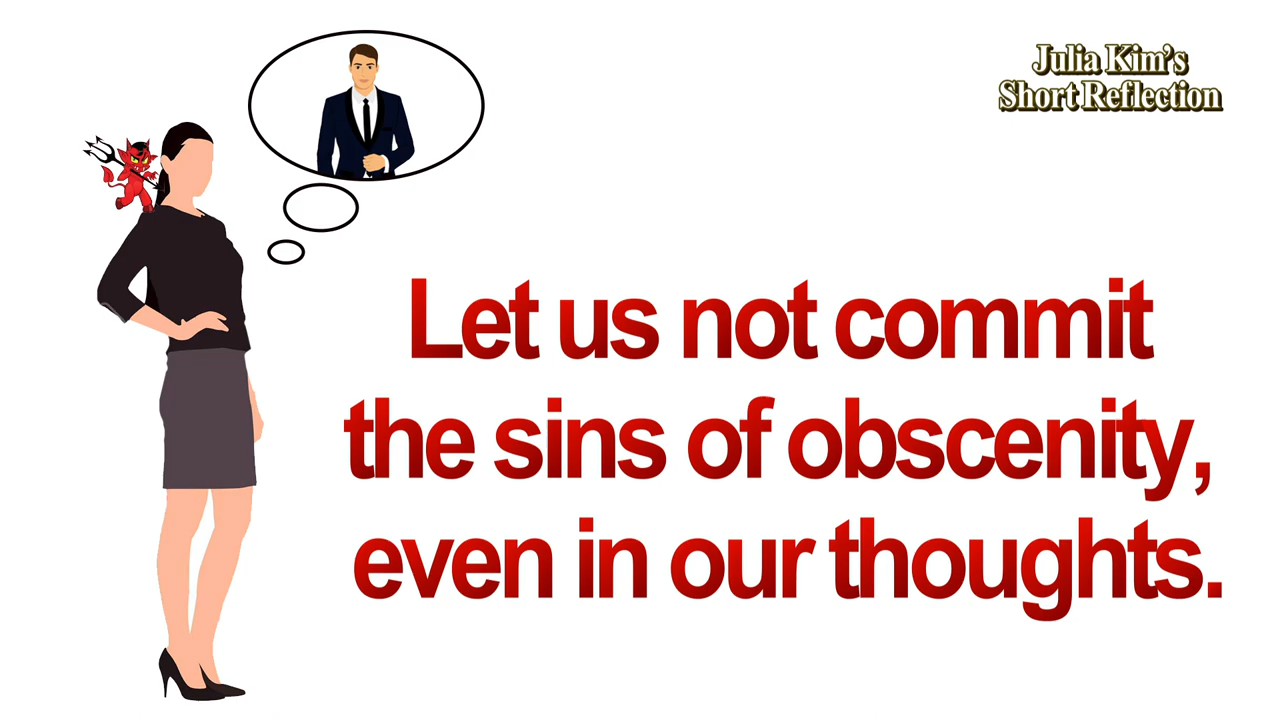 Julia Kim's
Short Reflection
Let us not commit
the sins of obscenity,
even in our thoughts.